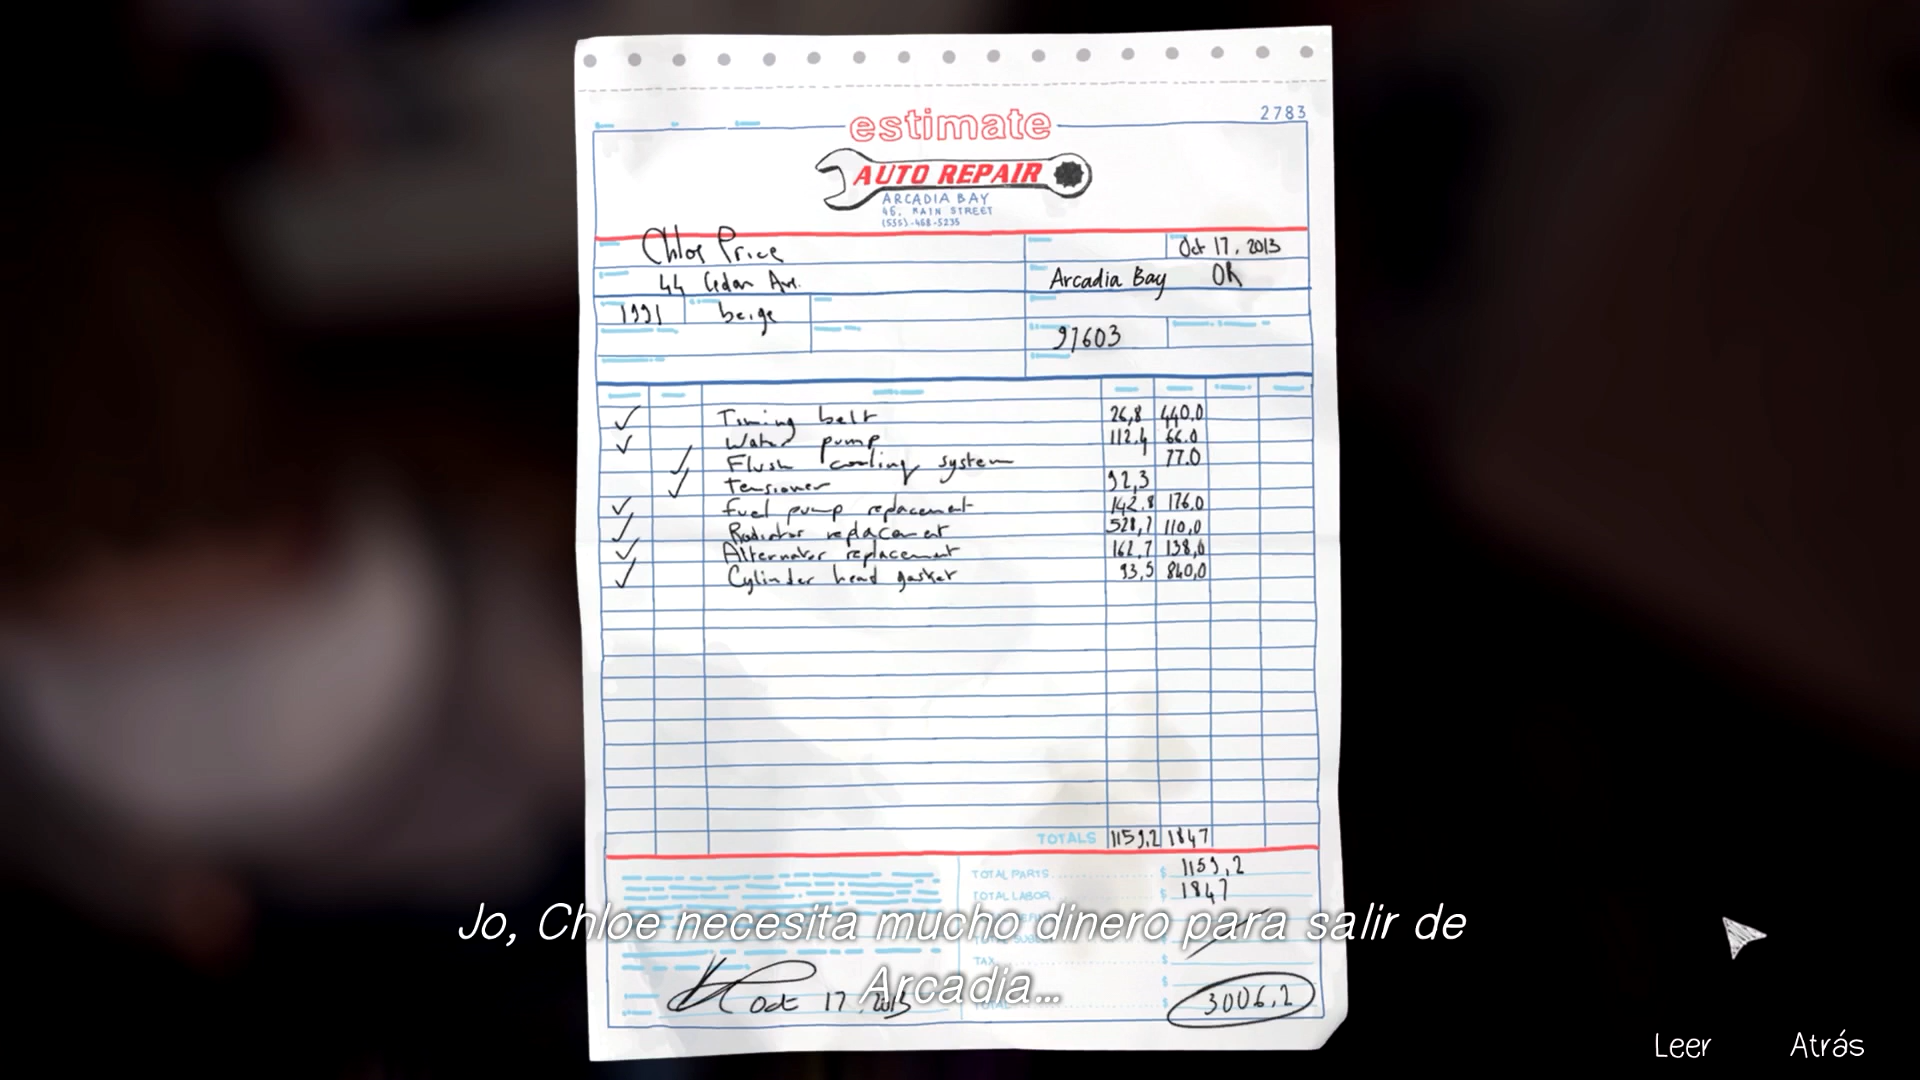 estimate
2783
AUTO REPAIR
ARCADIA BAY
46, MAIN STREET
(555)-468-5235
Chloe Price
Oct 17, 2013
44 Cedar Av.
Arcadia Bay OR
1991 beige
97603
Timing belt 26,8 440.0
Water pump 112.4 66.0
Flush cooling system 77.0
Tensioner 92,3
Fuel pump replacement 142.8 176.0
Radiator replacement 528,7 110,0
Alternator replacement 162,7 138,0
Cylinder head gasket 93,5 840,0
TOTALS 1159,2 1847
TOTAL PARTS $ 1159,2
TOTAL LABOR $ 1847
TAX $
$
Oct 17, 2013
TOTAL $ 3006,2
Jo, Chloe necesita mucho dinero para salir de
Arcadia...
Leer Atrás